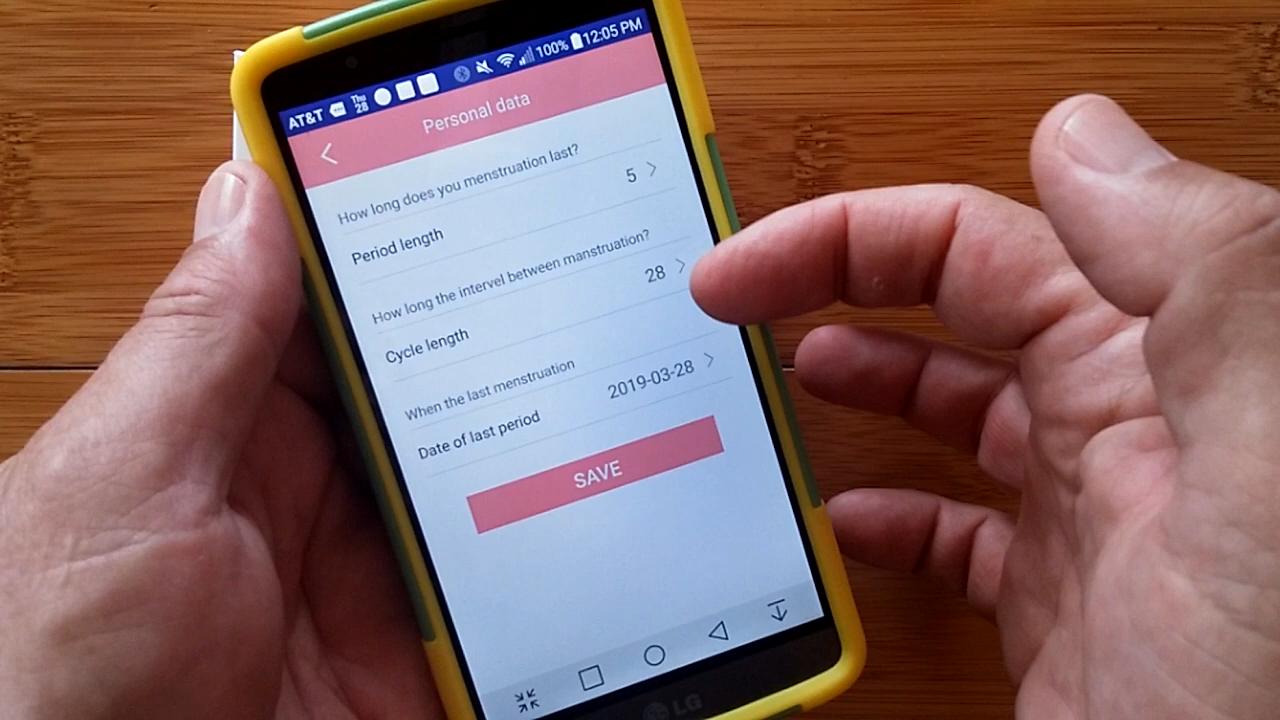 AT&T Thu 28 100% 12:05 PM
Personal data
How long does you menstruation last?
Period length 5
How long the intervel between manstruation?
Cycle length 28
When the last menstruation
Date of last period 2019-03-28
SAVE
LG